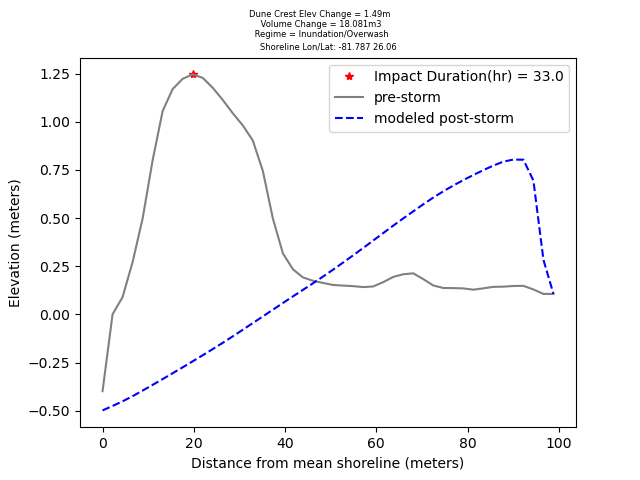 Dune Crest Elev Change = 1.49m
Volume Change = 18.081m3
Regime = Inundation/Overwash
Shoreline Lon/Lat: -81.787 26.06
Impact Duration(hr) = 33.0
pre-storm
modeled post-storm
1.25
1.00
0.75
0.50
0.25
0.00
−0.25
−0.50
Elevation (meters)
0 20 40 60 80 100
Distance from mean shoreline (meters)